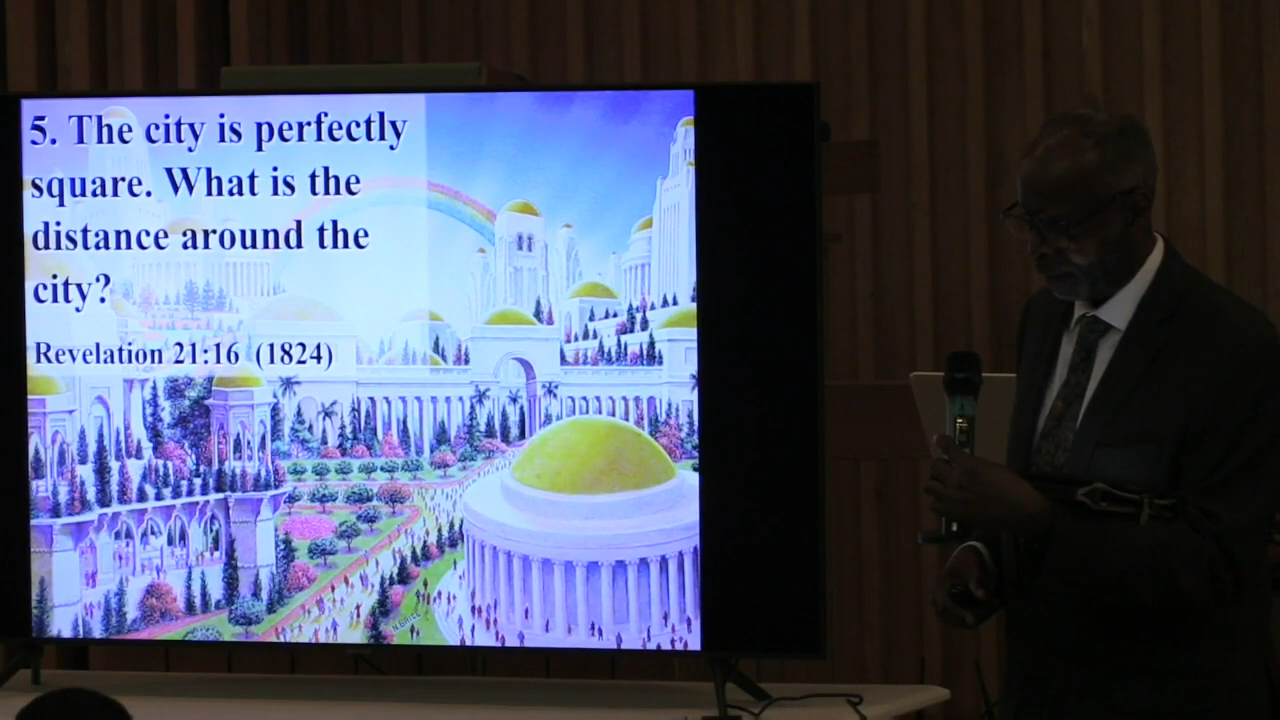 5. The city is perfectly
square. What is the
distance around the
city?
Revelation 21:16 (1824)